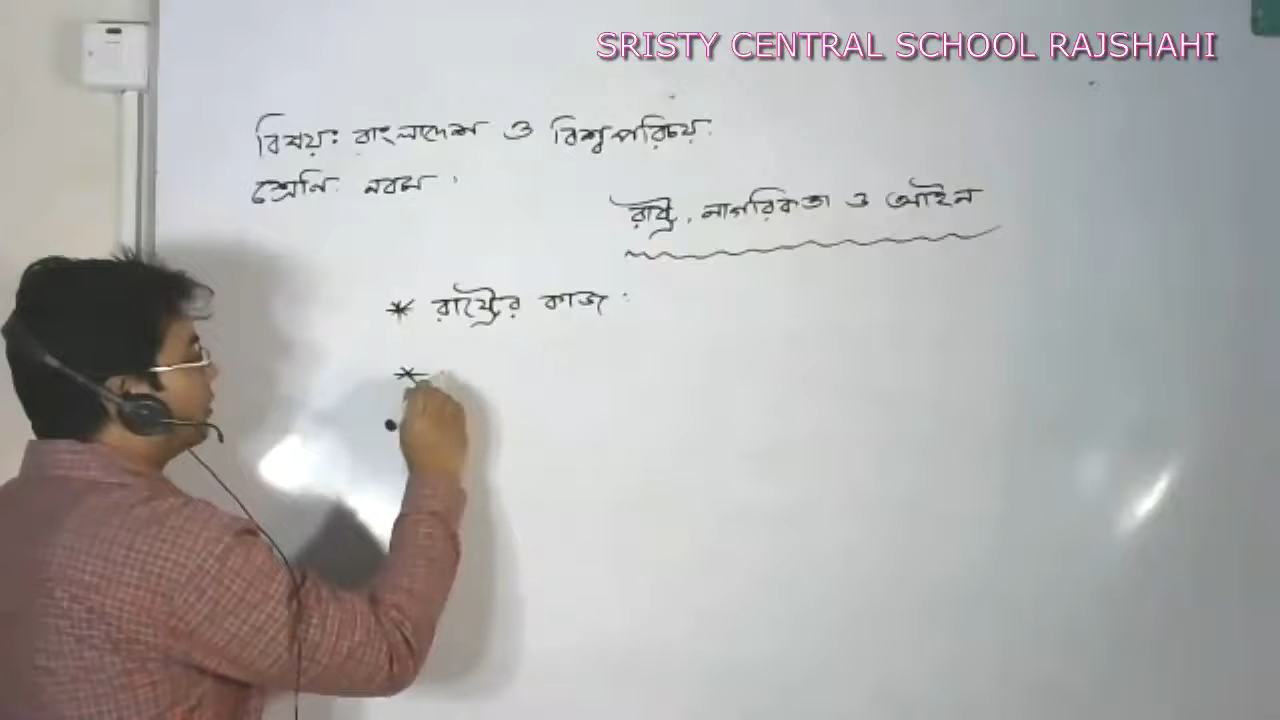 SRISTY CENTRAL SCHOOL RAJSHAHI
বিষয়: বাংলাদেশ ও বিশ্বপরিচয়.
শ্রেণি: নবম.
রাষ্ট্র, নাগরিকতা ও আইন
* রাষ্ট্রের কাজ.
*